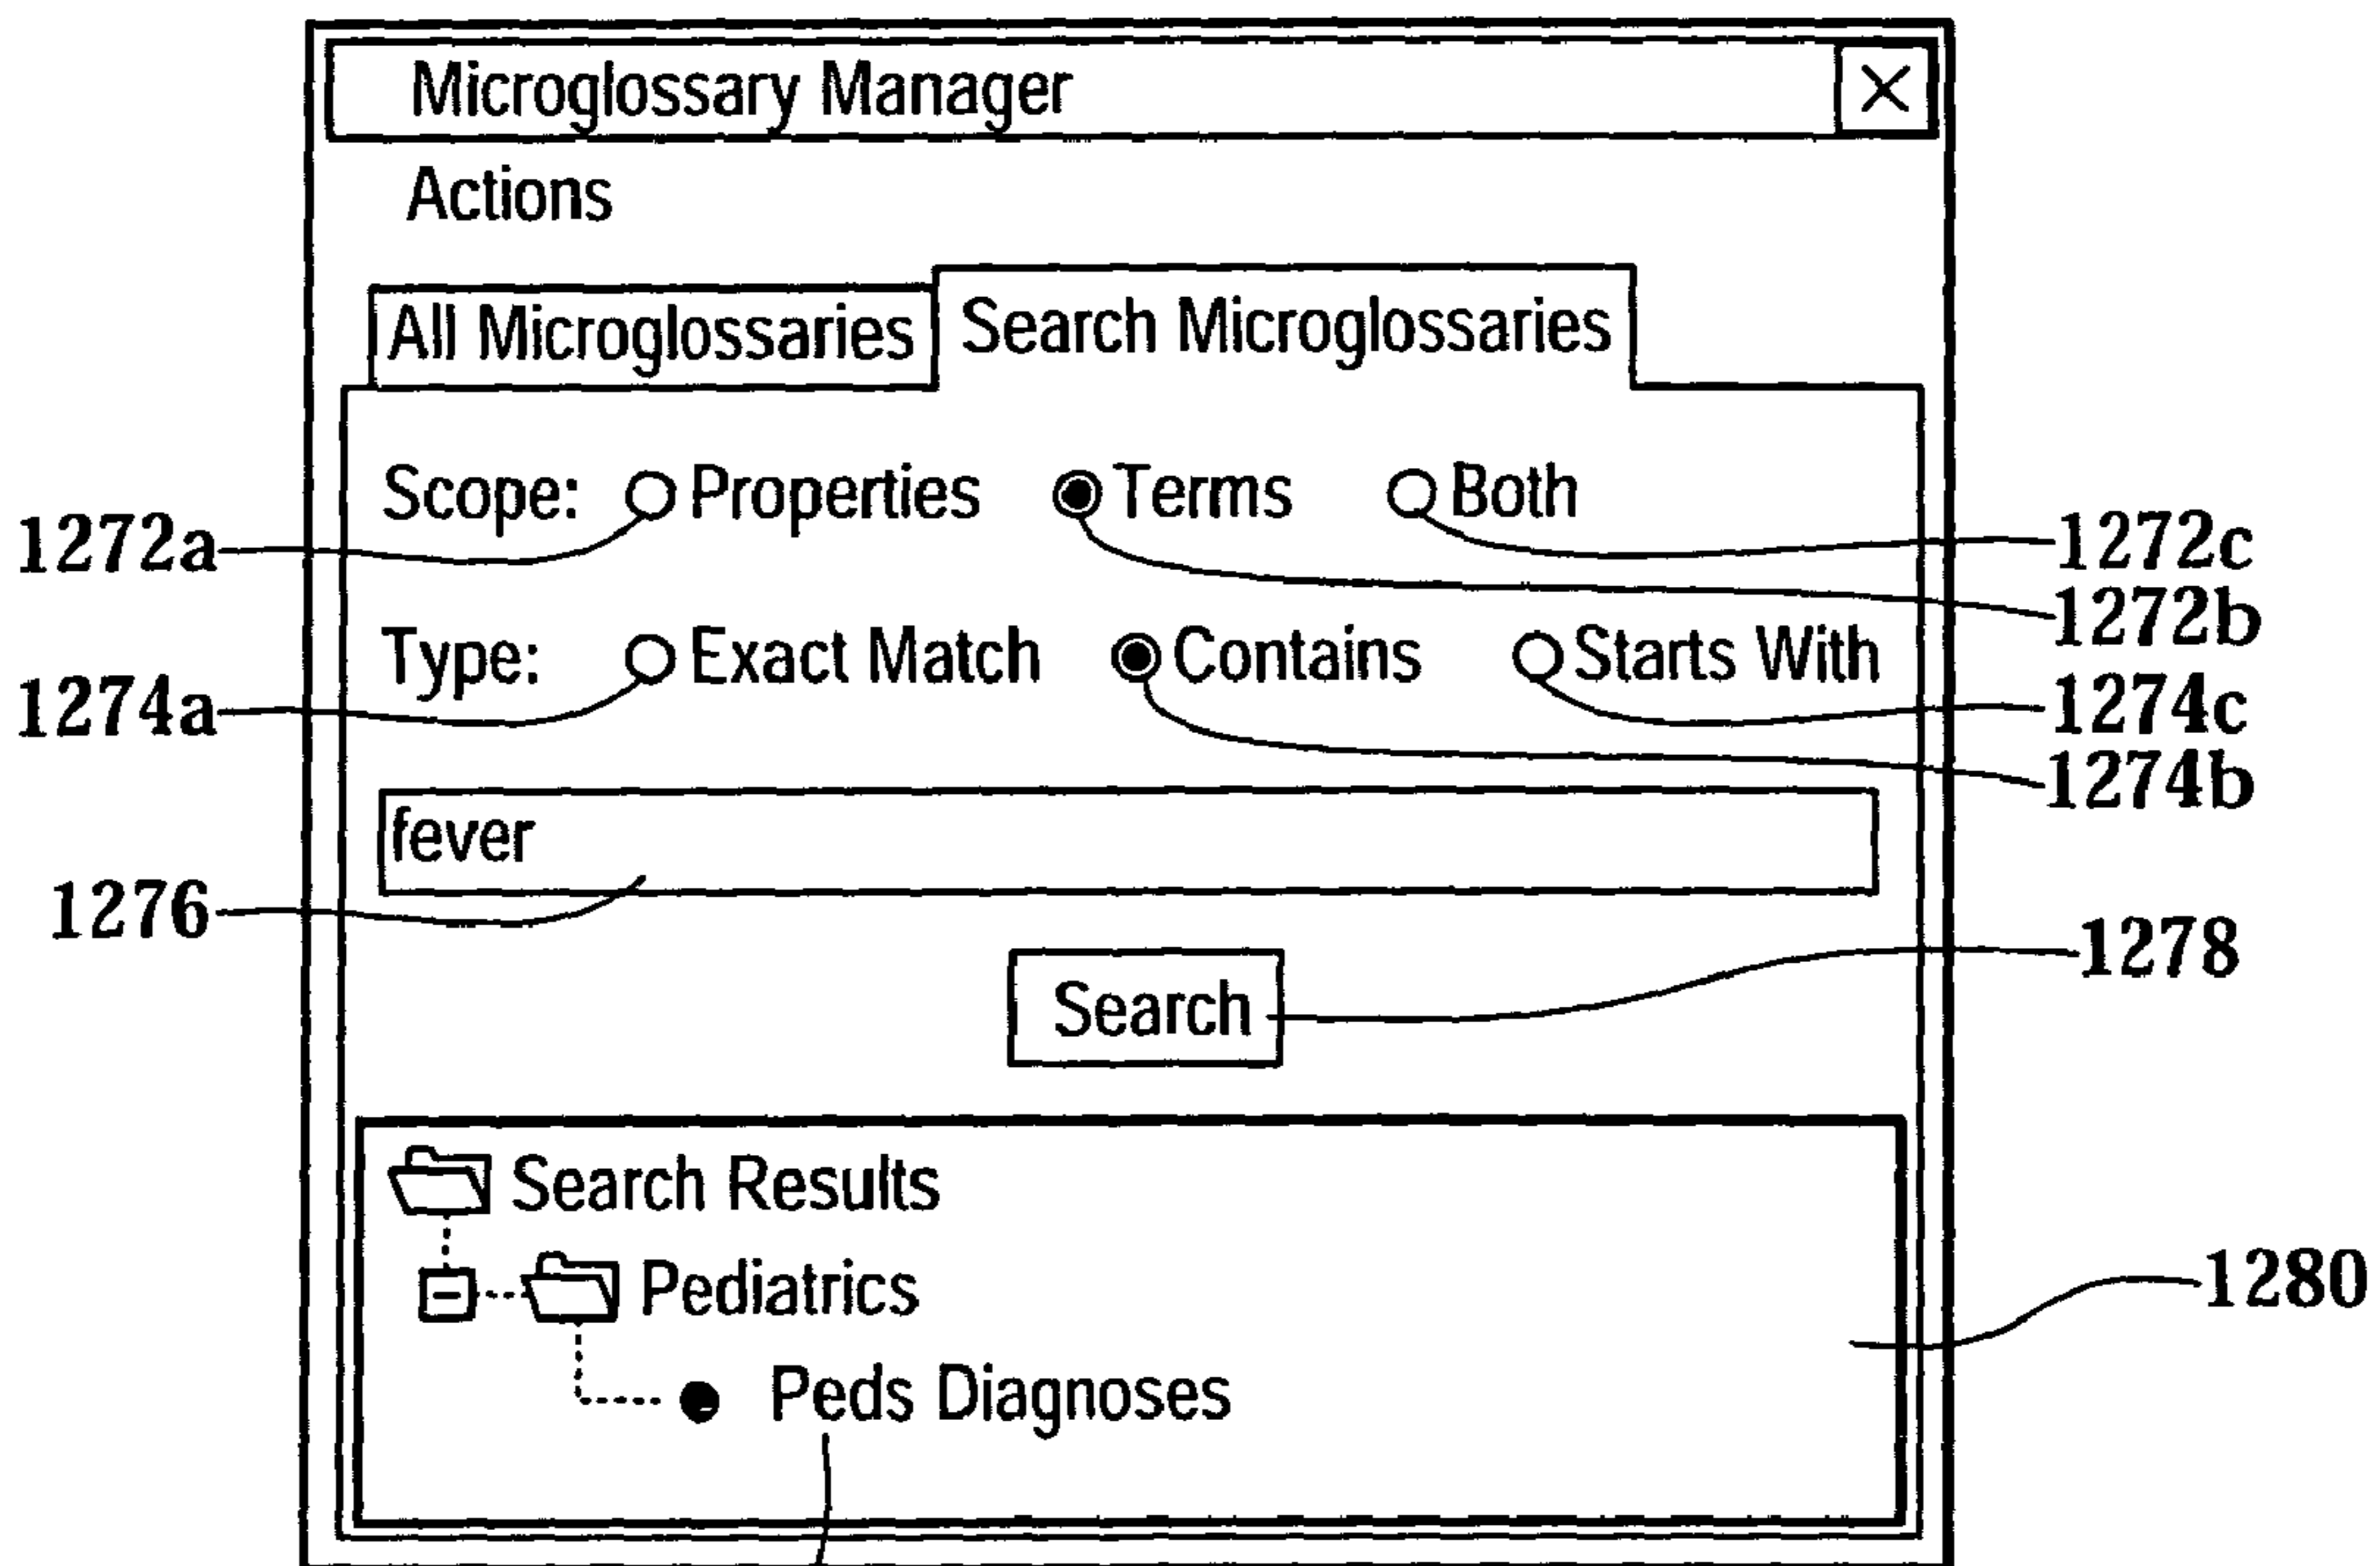 Microglossary Manager
Actions
All Microglossaries Search Microglossaries
Scope: Properties Terms Both
1272a 1272c
1272b
Type: Exact Match Contains Starts With
1274a 1274c
1274b
fever
1276
1278
Search
Search Results
Pediatrics
1280
Peds Diagnoses